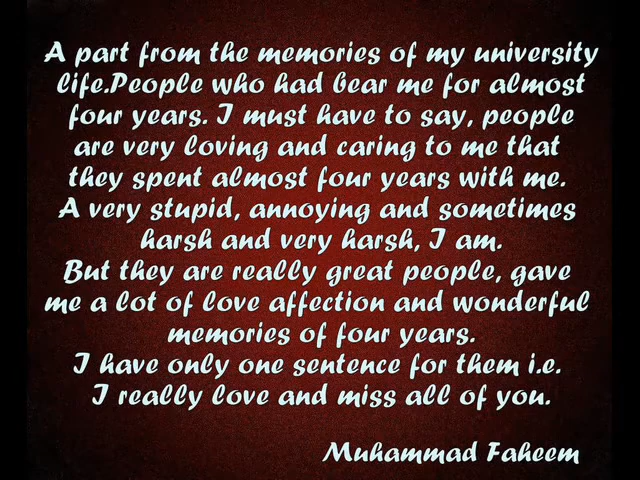 A part from the memories of my university
life.People who had bear me for almost
four years. I must have to say, people
are very loving and caring to me that
they spent almost four years with me.
A very stupid, annoying and sometimes
harsh and very harsh, I am.
But they are really great people, gave
me a lot of love affection and wonderful
memories of four years.
I have only one sentence for them i.e.
I really love and miss all of you.
Muhammad Faheem